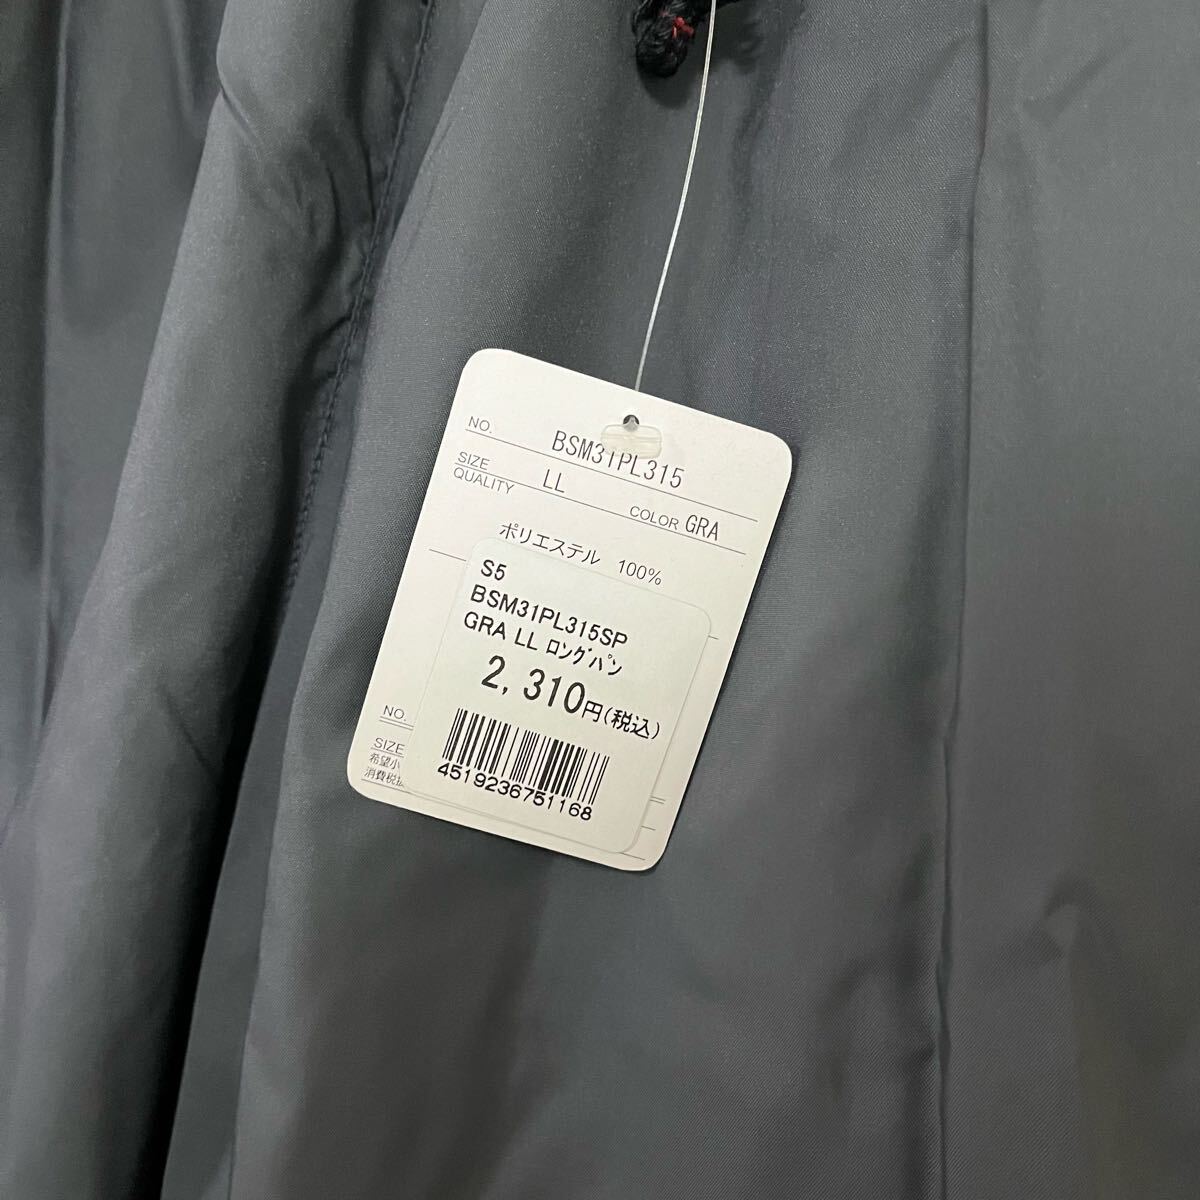 NO. BSM31PL315
SIZE LL
QUALITY
COLOR GRA
ポリエステル 100%
S5
BSM31PL315SP
GRA LL ロングパン
2,310円(税込)
4519236751168
NO.
SIZE
希望小
消費税